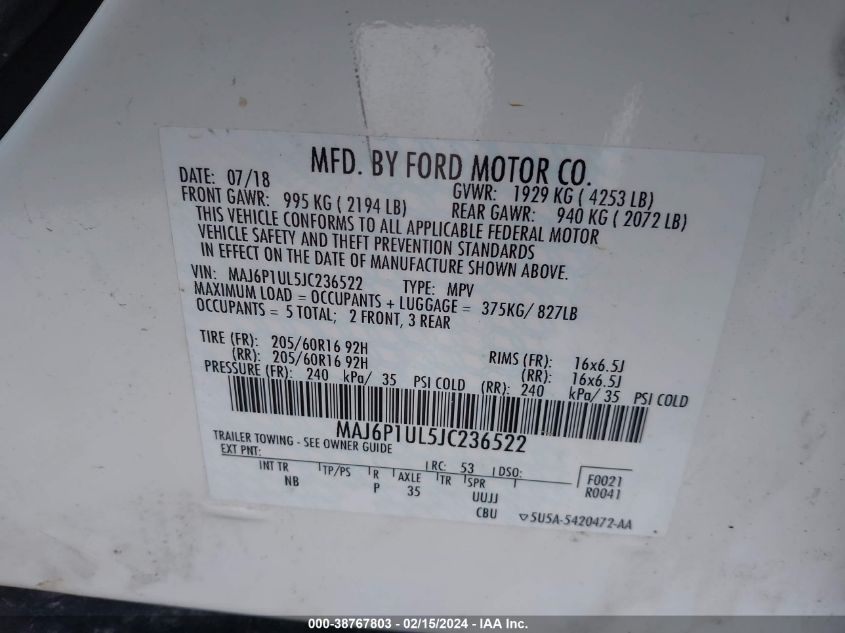 MFD. BY FORD MOTOR CO.
DATE: 07/18 GVWR: 1929 KG ( 4253 LB)
FRONT GAWR: 995 KG ( 2194 LB) REAR GAWR: 940 KG ( 2072 LB)
THIS VEHICLE CONFORMS TO ALL APPLICABLE FEDERAL MOTOR
VEHICLE SAFETY AND THEFT PREVENTION STANDARDS
IN EFFECT ON THE DATE OF MANUFACTURE SHOWN ABOVE.
VIN: MAJ6P1UL5JC236522 TYPE: MPV
MAXIMUM LOAD = OCCUPANTS + LUGGAGE = 375KG/ 827LB
OCCUPANTS = 5 TOTAL; 2 FRONT, 3 REAR
TIRE (FR): 205/60R16 92H RIMS (FR): 16x6.5J
(RR): 205/60R16 92H (RR): 16x6.5J
PRESSURE (FR): 240 kPa/ 35 PSI COLD (RR): 240 kPa/ 35 PSI COLD
MAJ6P1UL5JC236522
TRAILER TOWING - SEE OWNER GUIDE
EXT PNT: RC: 53 DSO: F0021
INT TR TP/PS R AXLE TR SPR R0041
NB P 35 UUJJ
CBU 5U5A-5420472-AA
000-38767803 - 02/15/2024 - IAA Inc.